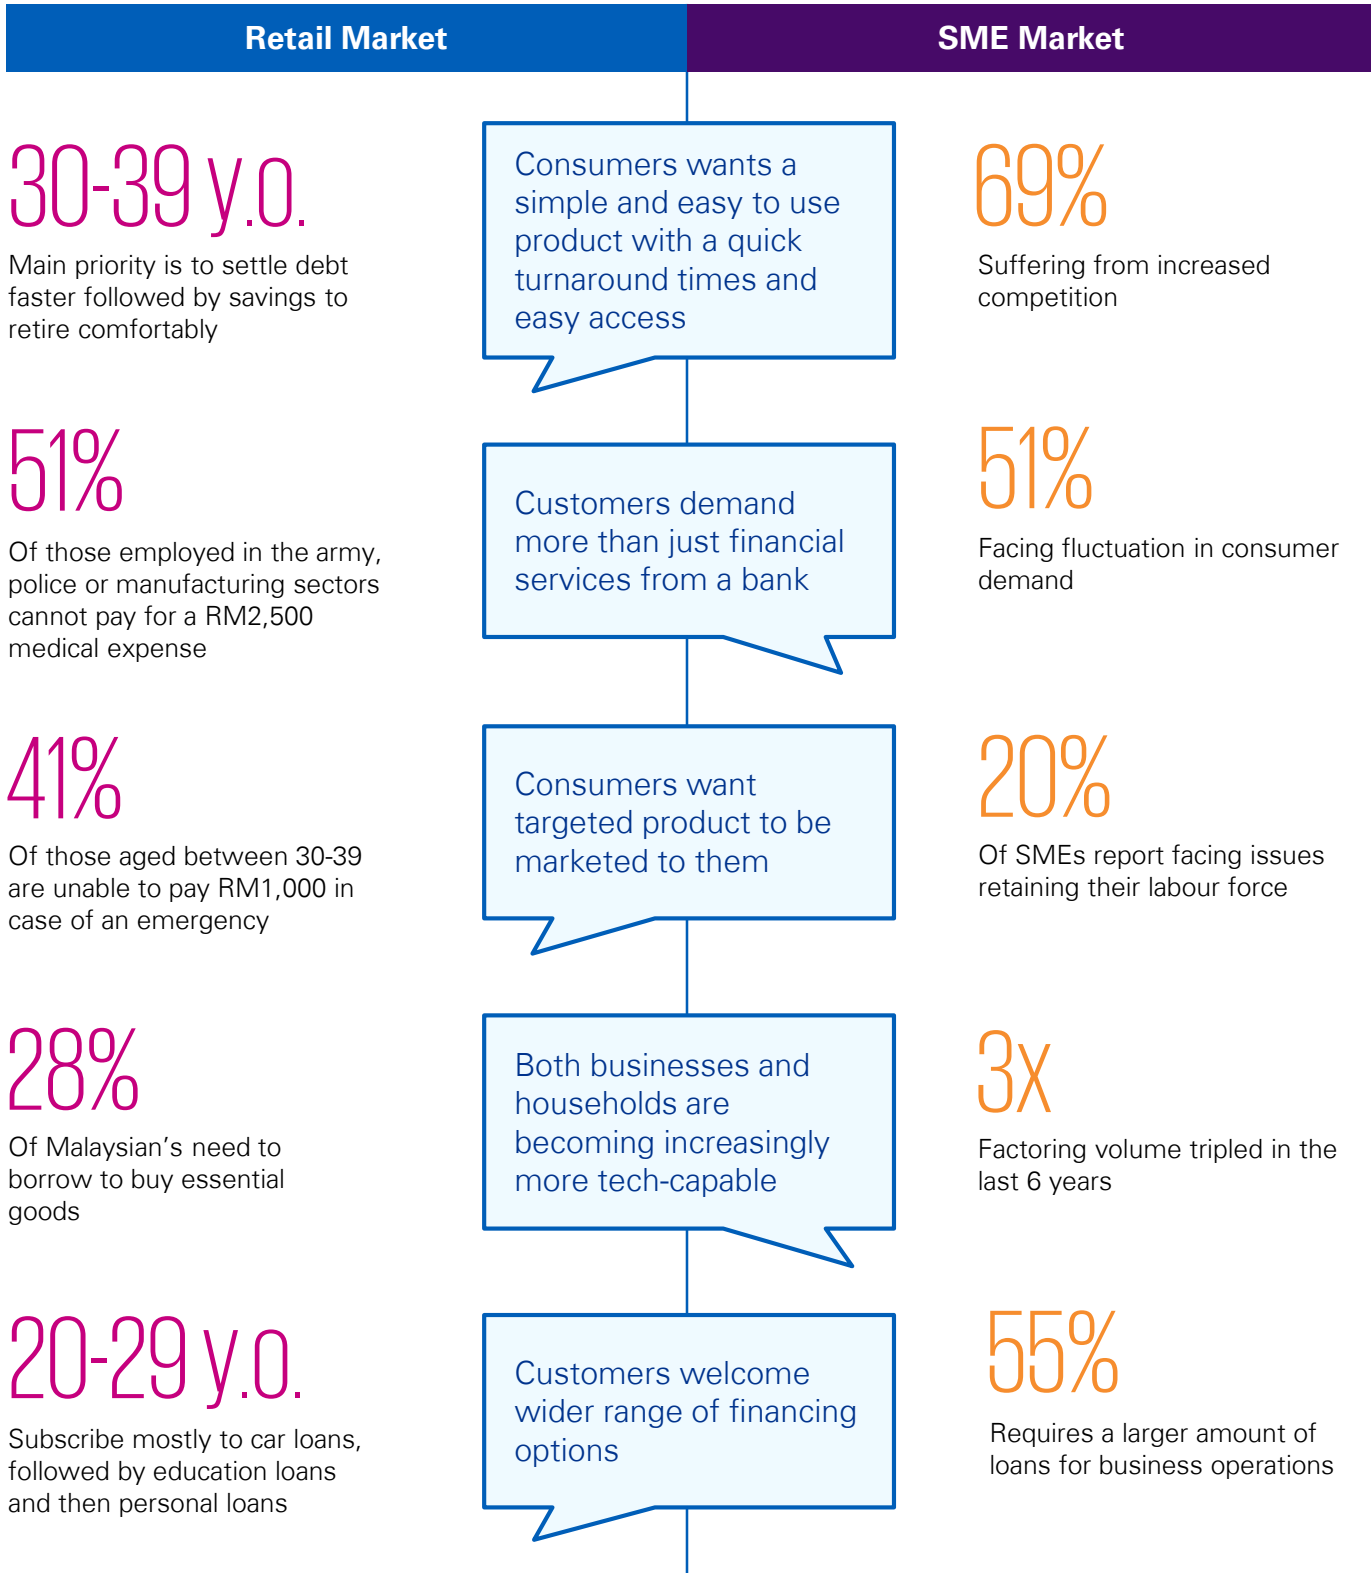 Retail Market
SME Market
30-39 y.o.
Main priority is to settle debt
faster followed by savings to
retire comfortably
Consumers wants a
simple and easy to use
product with a quick
turnaround times and
easy access
69%
Suffering from increased
competition
51%
Of those employed in the army,
police or manufacturing sectors
cannot pay for a RM2,500
medical expense
Customers demand
more than just financial
services from a bank
51%
Facing fluctuation in consumer
demand
41%
Of those aged between 30-39
are unable to pay RM1,000 in
case of an emergency
Consumers want
targeted product to be
marketed to them
20%
Of SMEs report facing issues
retaining their labour force
28%
Of Malaysian's need to
borrow to buy essential
goods
Both businesses and
households are
becoming increasingly
more tech-capable
3x
Factoring volume tripled in the
last 6 years
20-29 y.o.
Subscribe mostly to car loans,
followed by education loans
and then personal loans
Customers welcome
wider range of financing
options
55%
Requires a larger amount of
loans for business operations